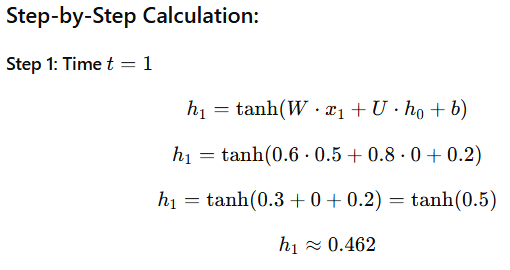 Step-by-Step Calculation:
Step 1: Time t = 1
h₁ = tanh(W · x₁ + U · h₀ + b)
h₁ = tanh(0.6 · 0.5 + 0.8 · 0 + 0.2)
h₁ = tanh(0.3 + 0 + 0.2) = tanh(0.5)
h₁ ≈ 0.462